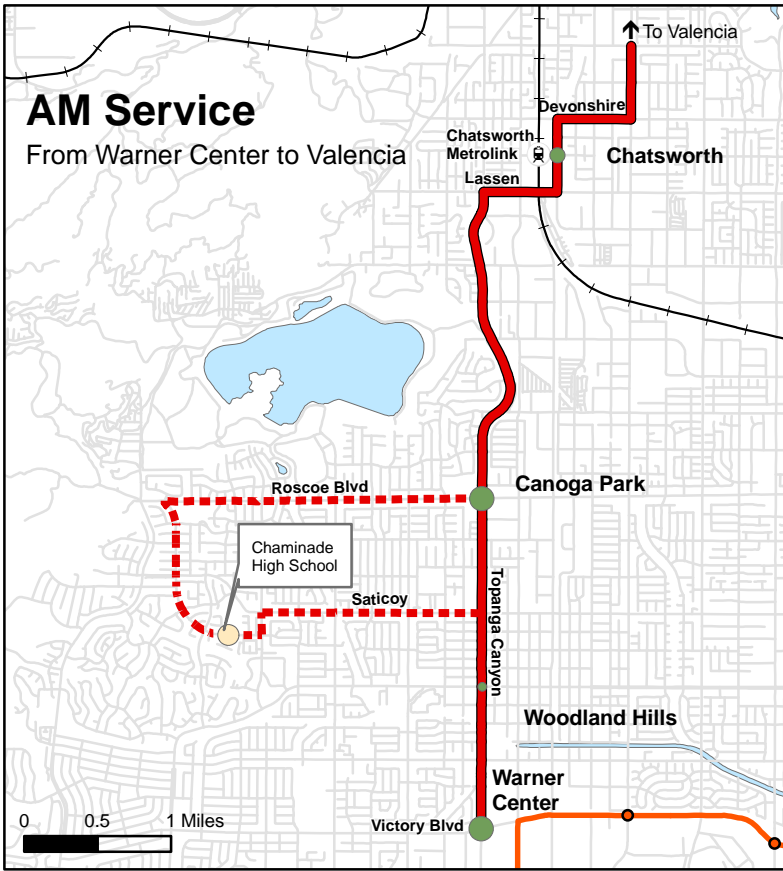 To Valencia
AM Service
From Warner Center to Valencia
Devonshire
Chatsworth
Metrolink
Chatsworth
Lassen
Roscoe Blvd
Canoga Park
Chaminade
High School
Saticoy
Topanga Canyon
Woodland Hills
Warner
Center
Victory Blvd
0 0.5 1 Miles